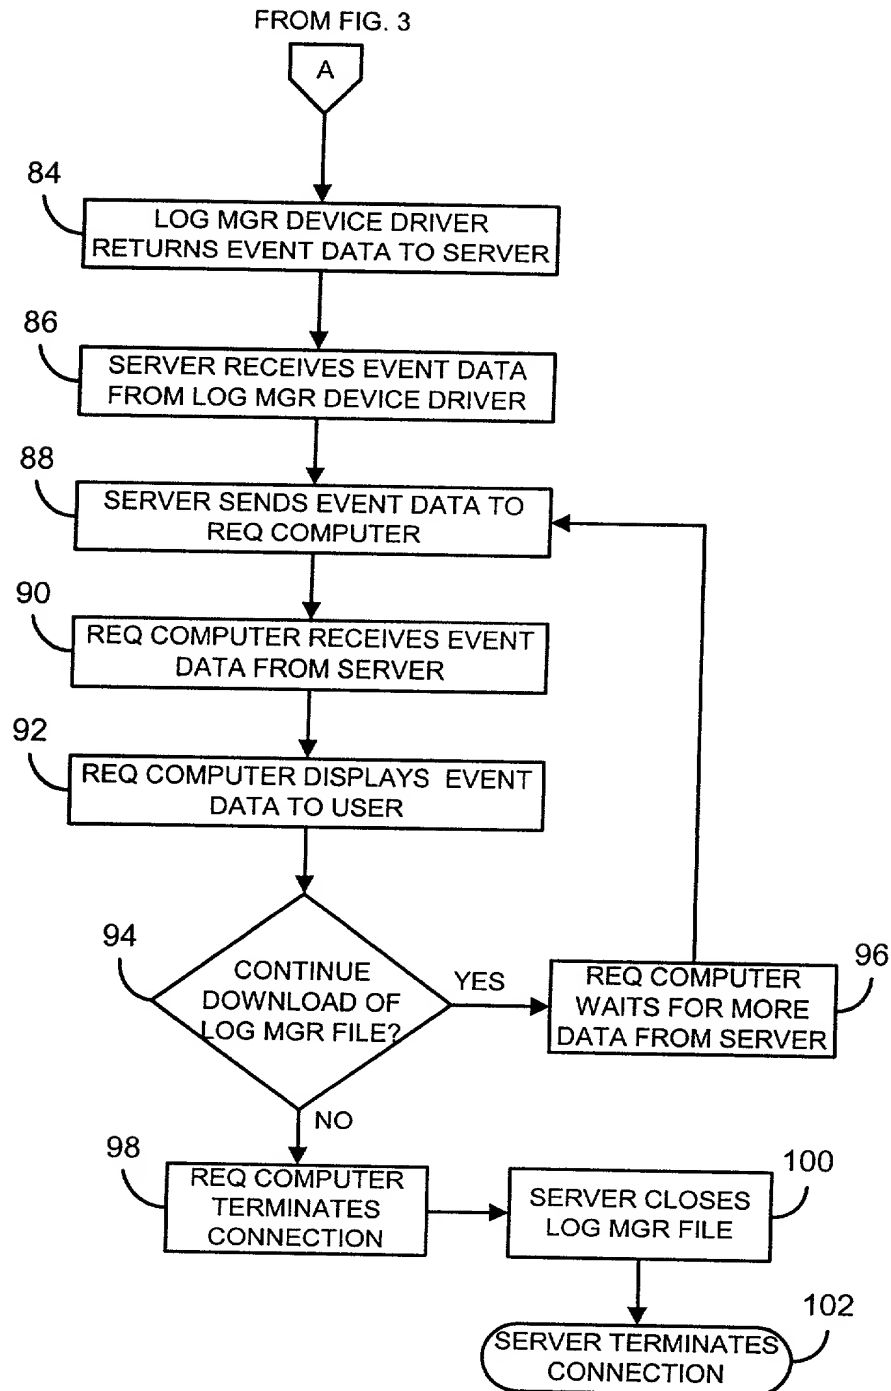 FROM FIG. 3
A
84
LOG MGR DEVICE DRIVER
RETURNS EVENT DATA TO SERVER
86
SERVER RECEIVES EVENT DATA
FROM LOG MGR DEVICE DRIVER
88
SERVER SENDS EVENT DATA TO
REQ COMPUTER
90
REQ COMPUTER RECEIVES EVENT
DATA FROM SERVER
92
REQ COMPUTER DISPLAYS EVENT
DATA TO USER
94
CONTINUE
DOWNLOAD OF
LOG MGR FILE?
YES
96
REQ COMPUTER
WAITS FOR MORE
DATA FROM SERVER
NO
98
REQ COMPUTER
TERMINATES
CONNECTION
100
SERVER CLOSES
LOG MGR FILE
102
SERVER TERMINATES
CONNECTION